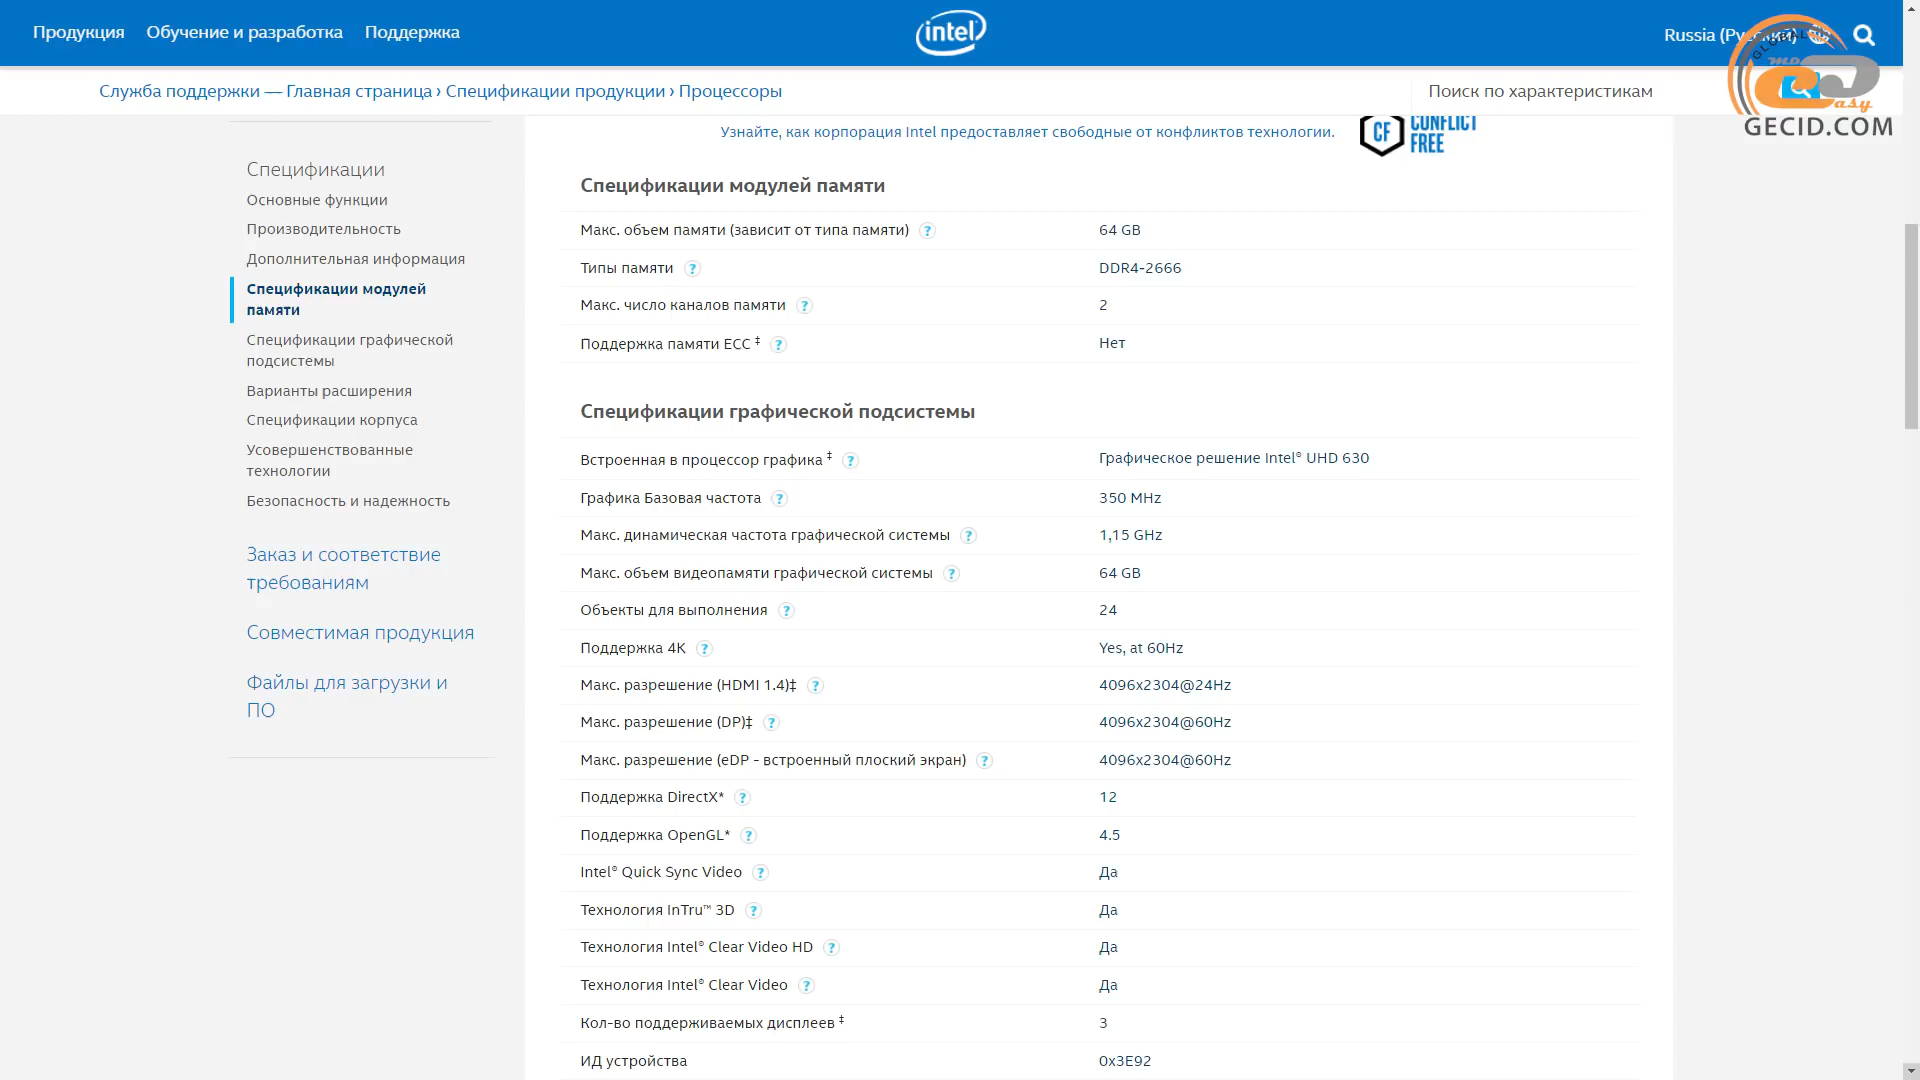 Продукция Обучение и разработка Поддержка
intel
Russia (Русский)
Служба поддержки — Главная страница › Спецификации продукции › Процессоры
Поиск по характеристикам
GLOBAL
easy
GECID.COM
Узнайте, как корпорация Intel предоставляет свободные от конфликтов технологии.
CF CONFLICT
FREE
Спецификации
Основные функции
Производительность
Дополнительная информация
Спецификации модулей
памяти
Спецификации графической
подсистемы
Варианты расширения
Спецификации корпуса
Усовершенствованные
технологии
Безопасность и надежность
Заказ и соответствие
требованиям
Совместимая продукция
Файлы для загрузки и
ПО
Спецификации модулей памяти
Макс. объем памяти (зависит от типа памяти) ? 64 GB
Типы памяти ? DDR4-2666
Макс. число каналов памяти ? 2
Поддержка памяти ECC ‡ ? Нет
Спецификации графической подсистемы
Встроенная в процессор графика ‡ ? Графическое решение Intel® UHD 630
Графика Базовая частота ? 350 MHz
Макс. динамическая частота графической системы ? 1,15 GHz
Макс. объем видеопамяти графической системы ? 64 GB
Объекты для выполнения ? 24
Поддержка 4K ? Yes, at 60Hz
Макс. разрешение (HDMI 1.4)‡ ? 4096x2304@24Hz
Макс. разрешение (DP)‡ ? 4096x2304@60Hz
Макс. разрешение (eDP - встроенный плоский экран) ? 4096x2304@60Hz
Поддержка DirectX* ? 12
Поддержка OpenGL* ? 4.5
Intel® Quick Sync Video ? Да
Технология InTru™ 3D ? Да
Технология Intel® Clear Video HD ? Да
Технология Intel® Clear Video ? Да
Кол-во поддерживаемых дисплеев ‡ 3
ИД устройства 0x3E92